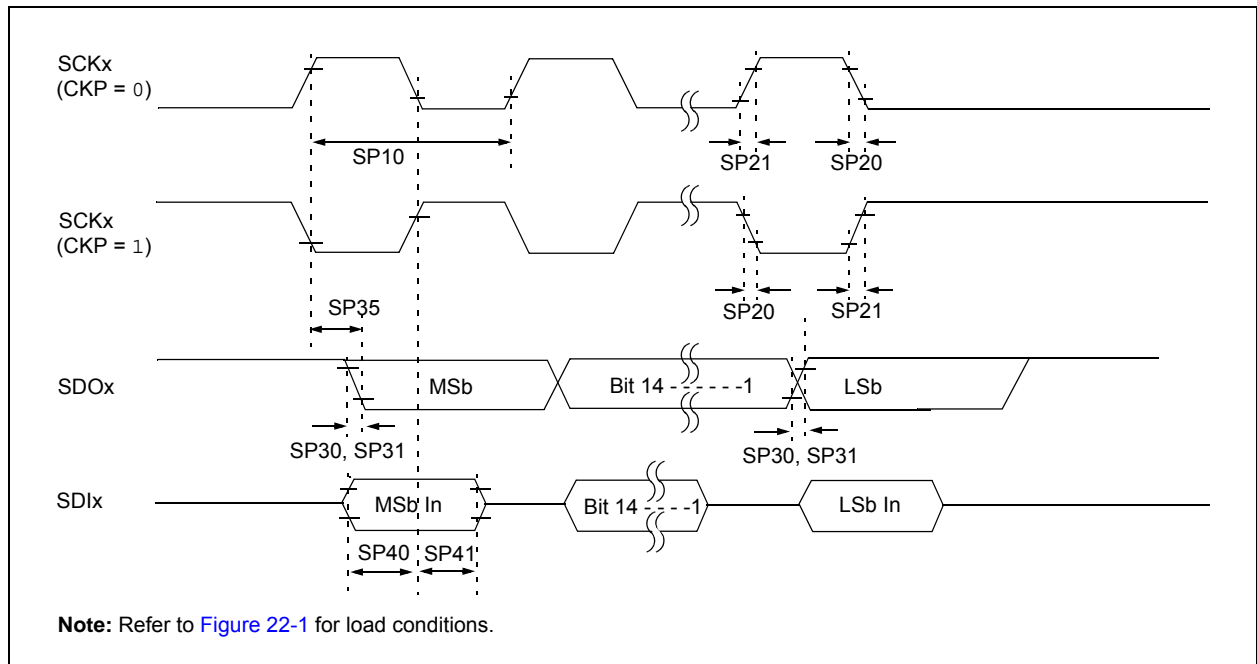 SCKx
(CKP = 0)
SP10
SP21
SP20
SCKx
(CKP = 1)
SP35
SP20
SP21
SDOx
MSb
Bit 14 - - - - - -1
LSb
SP30, SP31
SP30, SP31
SDIx
MSb In
Bit 14 - - - - -1
LSb In
SP40
SP41
Note: Refer to Figure 22-1 for load conditions.